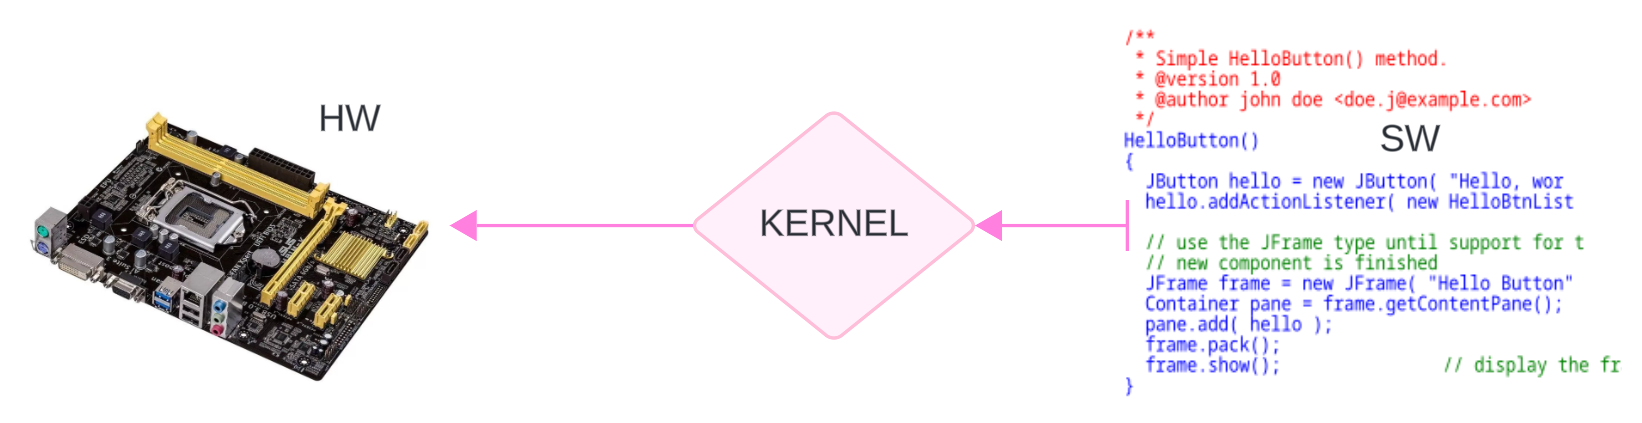 HW
KERNEL
SW
/**
* Simple HelloButton() method.
* @version 1.0
* @author john doe <doe.j@example.com>
*/
HelloButton()
{
JButton hello = new JButton( "Hello, wor
hello.addActionListener( new HelloBtnList
// use the JFrame type until support for t
// new component is finished
JFrame frame = new JFrame( "Hello Button"
Container pane = frame.getContentPane();
pane.add( hello );
frame.pack();
frame.show(); // display the fr
}